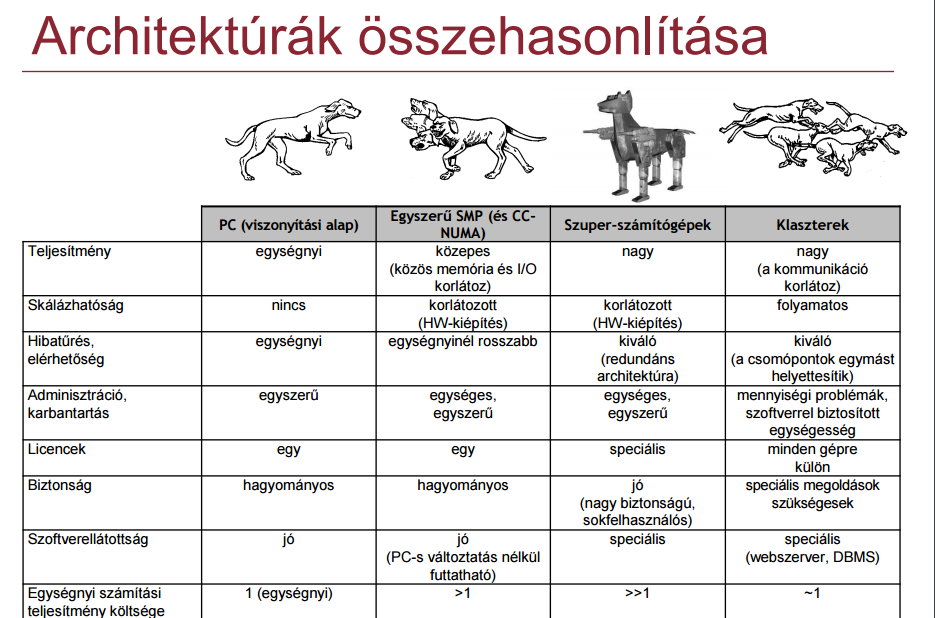 Architektúrák összehasonlítása
PC (viszonyítási alap)
Egyszerű SMP (és CC-
NUMA)
Szuper-számítógépek
Klaszterek
Teljesítmény
egységnyi
közepes
(közös memória és I/O
korlátoz)
nagy
nagy
(a kommunikáció
korlátoz)
Skálázhatóság
nincs
korlátozott
(HW-kiépítés)
korlátozott
(HW-kiépítés)
folyamatos
Hibatűrés,
elérhetőség
egységnyi
egységnyinél rosszabb
kiváló
(redundáns
architektúra)
kiváló
(a csomópontok egymást
helyettesítik)
Adminisztráció,
karbantartás
egyszerű
egységes,
egyszerű
egységes,
egyszerű
mennyiségi problémák,
szoftverrel biztosított
egységesség
Licencek
egy
egy
speciális
minden gépre
külön
Biztonság
hagyományos
hagyományos
jó
(nagy biztonságú,
sokfelhasználós)
speciális megoldások
szükségesek
Szoftverellátottság
jó
jó
(PC-s változtatás nélkül
futtatható)
speciális
speciális
(webszerver, DBMS)
Egységnyi számítási
teljesítmény költsége
1 (egységnyi)
>1
>>1
~1